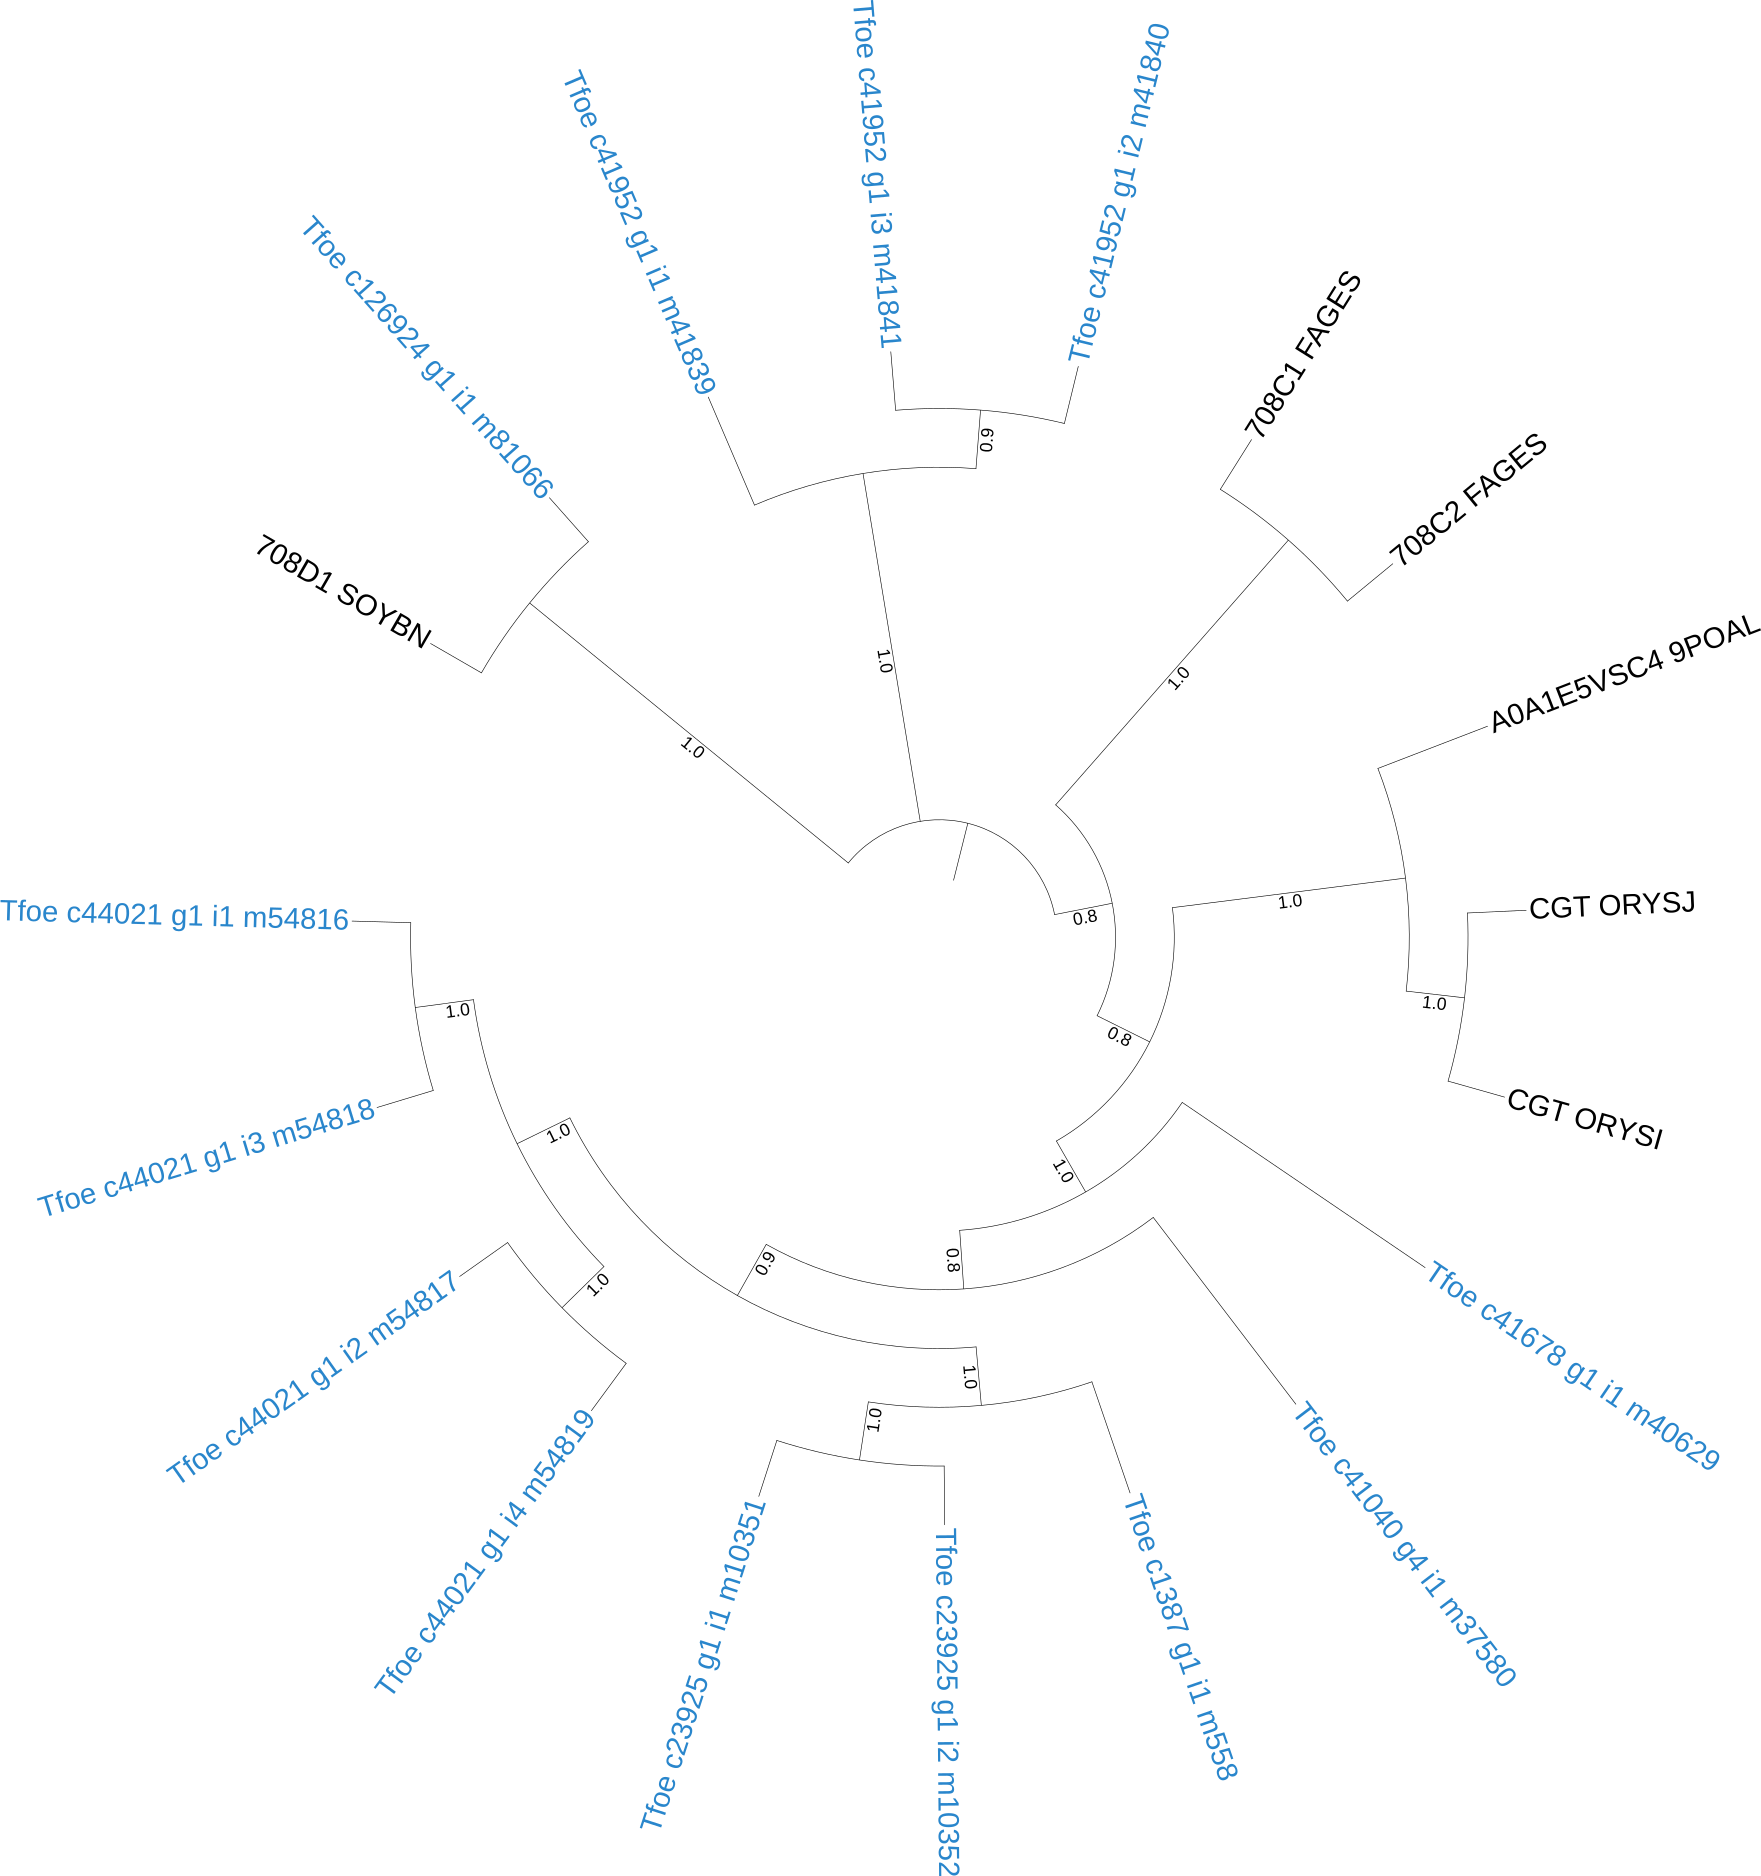 Tfoe c41952 g1 i3 m41841
Tfoe c41952 g1 i2 m41840
Tfoe c41952 g1 i1 m41839
Tfoe c126924 g1 i1 m81066
708D1 SOYBN
708C1 FAGES
708C2 FAGES
A0A1E5VSC4 9POAL
CGT ORYSJ
CGT ORYSI
Tfoe c41678 g1 i1 m40629
Tfoe c41040 g4 i1 m37580
Tfoe c1387 g1 i1 m558
Tfoe c23925 g1 i2 m10352
Tfoe c23925 g1 i1 m10351
Tfoe c44021 g1 i4 m54819
Tfoe c44021 g1 i2 m54817
Tfoe c44021 g1 i3 m54818
Tfoe c44021 g1 i1 m54816
0.9
1.0
1.0
1.0
0.8
1.0
1.0
0.8
1.0
0.8
0.9
1.0
1.0
1.0
1.0
1.0